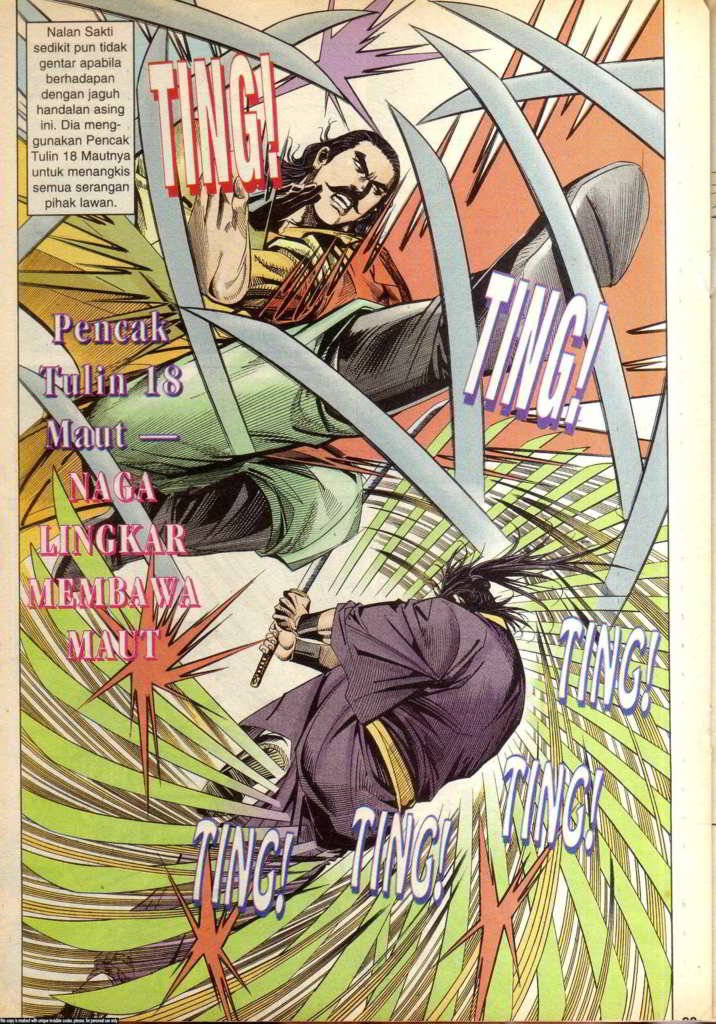 Nalan Sakti
sedikit pun tidak
gentar apabila
berhadapan
dengan jaguh
handalan asing
ini. Dia meng-
gunakan Pencak
Tulin 18 Mautnya
untuk menangkis
semua serangan
pihak lawan.
TING!
TING!
Pencak
Tulin 18
Maut —
NAGA
LINGKAR
MEMBAWA
MAUT
TING!
TING!
TING!
TING!